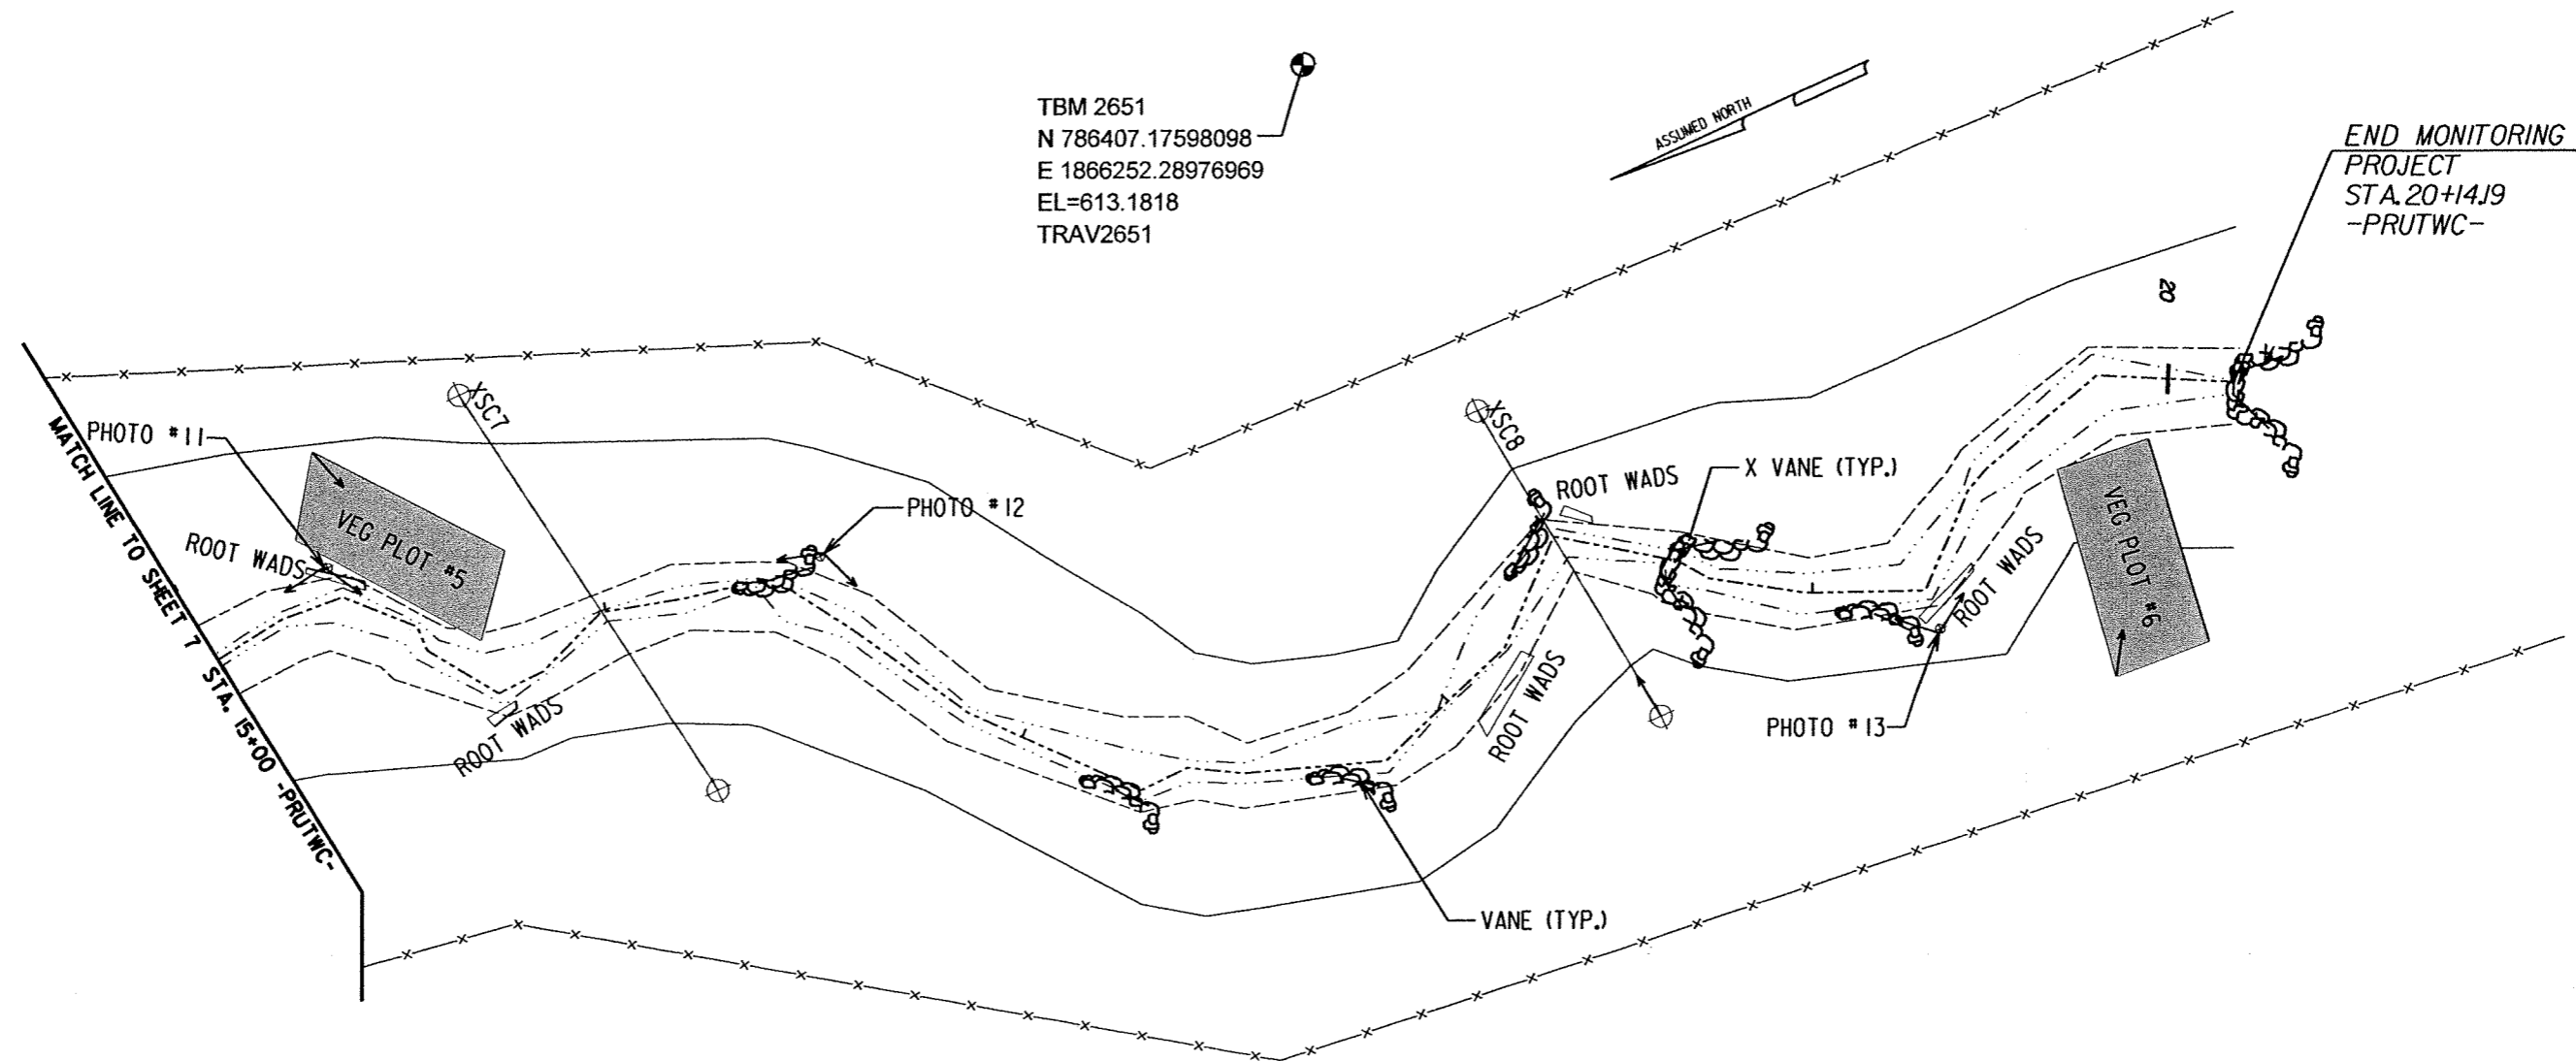 TBM 2651
N 786407.17598098
E 1866252.28976969
EL=613.1818
TRAV2651
ASSUMED NORTH
END MONITORING
PROJECT
STA.20+14.19
-PRUTWC-
20
MATCH LINE TO SHEET 7 STA. 15+00 -PRUTWC-
PHOTO #11
XSC7
VEG PLOT #5
ROOT WADS
ROOT WADS
PHOTO #12
XSC8
ROOT WADS
X VANE (TYP.)
ROOT WADS
ROOT WADS
VEG PLOT #6
PHOTO #13
VANE (TYP.)